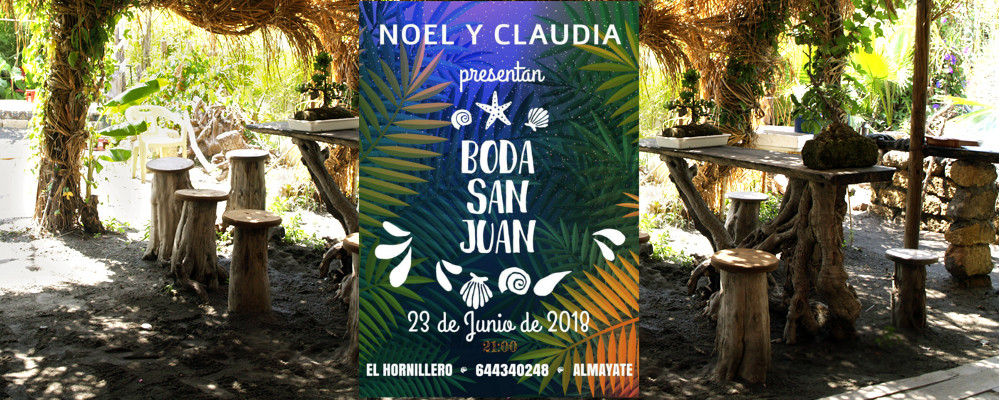 NOEL Y CLAUDIA
presentan
BODA
SAN
JUAN
23 de Junio de 2018
21:00
EL HORNILLERO • 644340248 • ALMAYATE